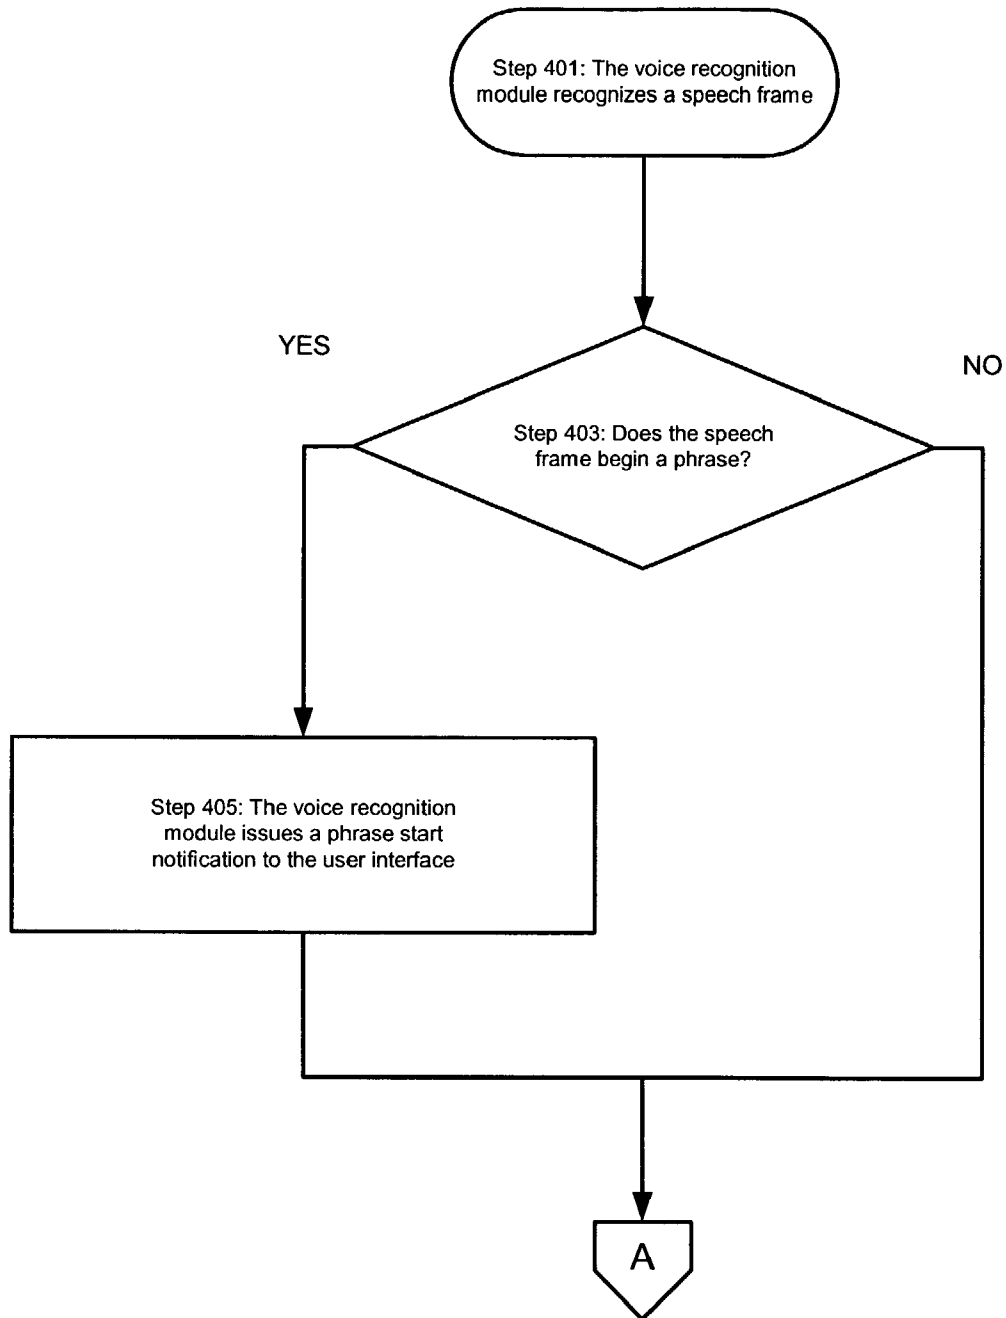 Step 401: The voice recognition
module recognizes a speech frame
YES
NO
Step 403: Does the speech
frame begin a phrase?
Step 405: The voice recognition
module issues a phrase start
notification to the user interface
A